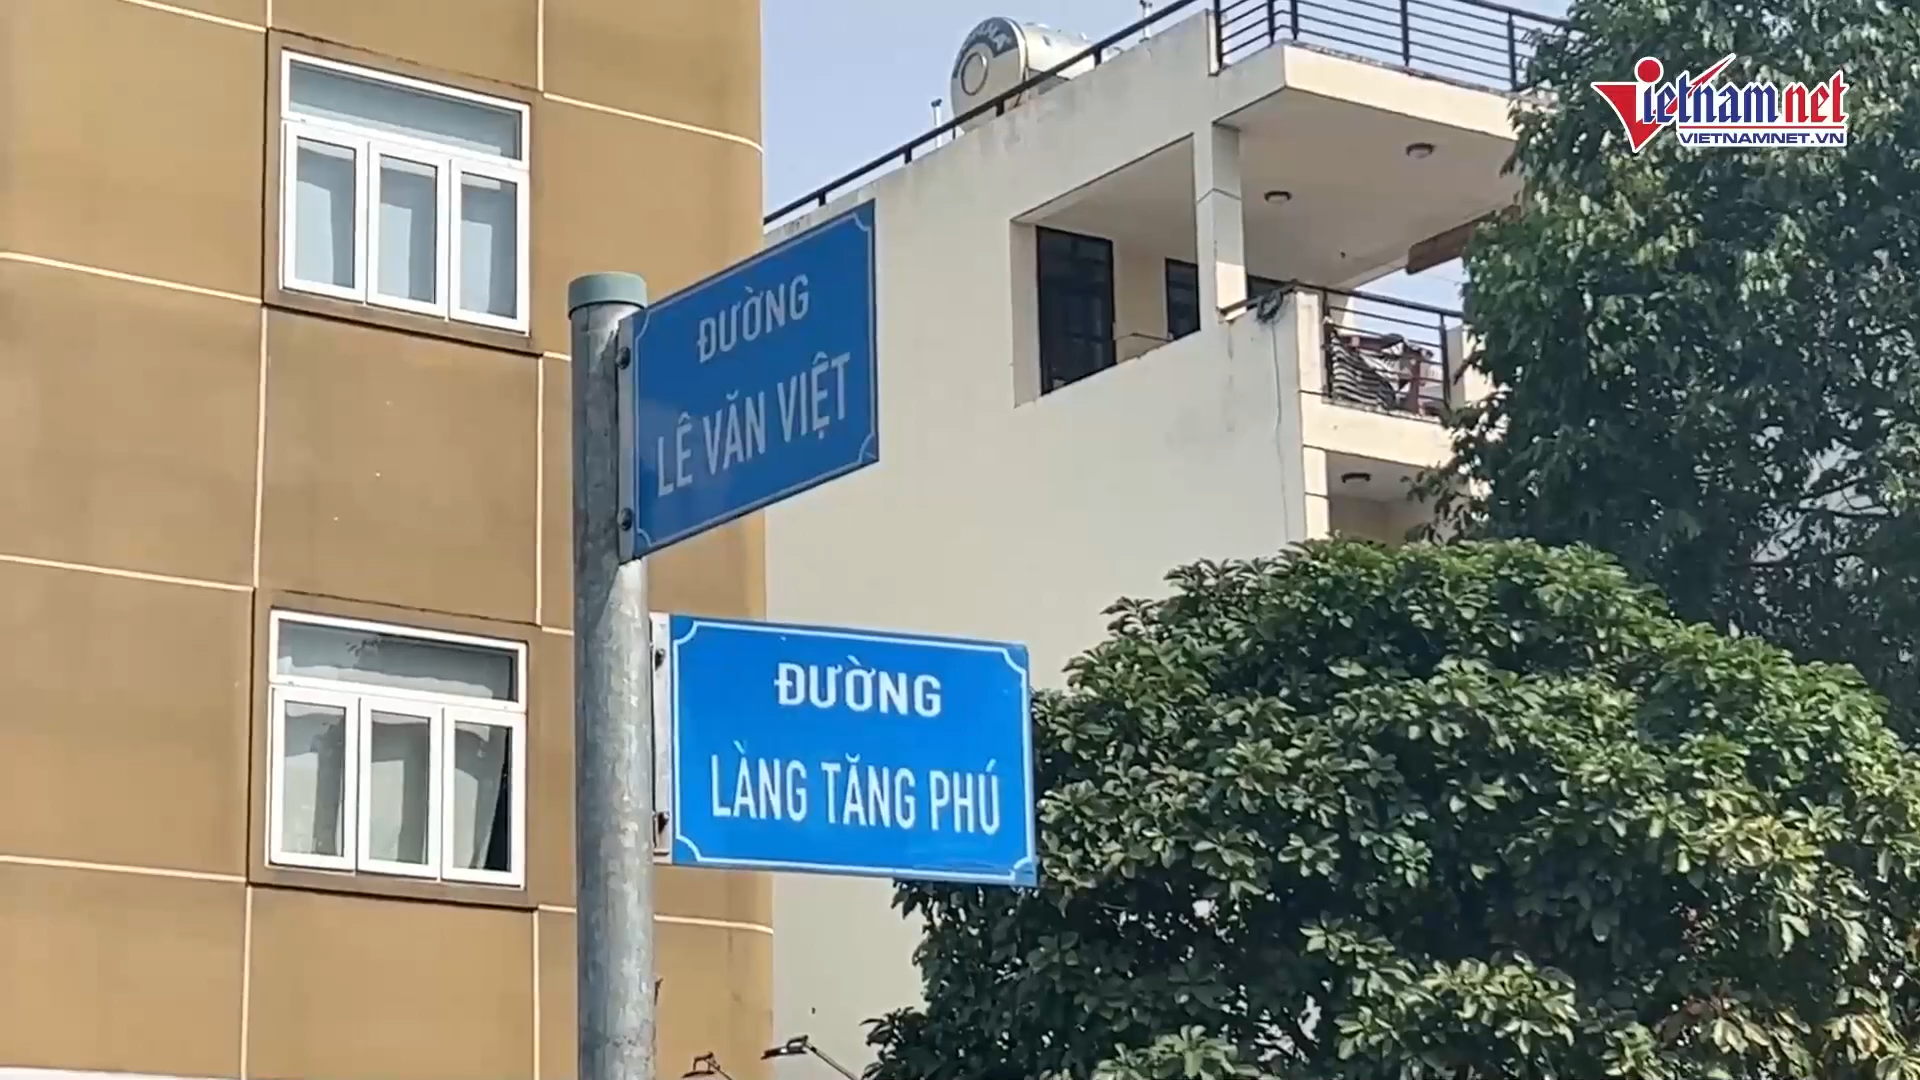 Vietnamnet
VIETNAMNET.VN
ĐƯỜNG
LÊ VĂN VIỆT
ĐƯỜNG
LÀNG TĂNG PHÚ